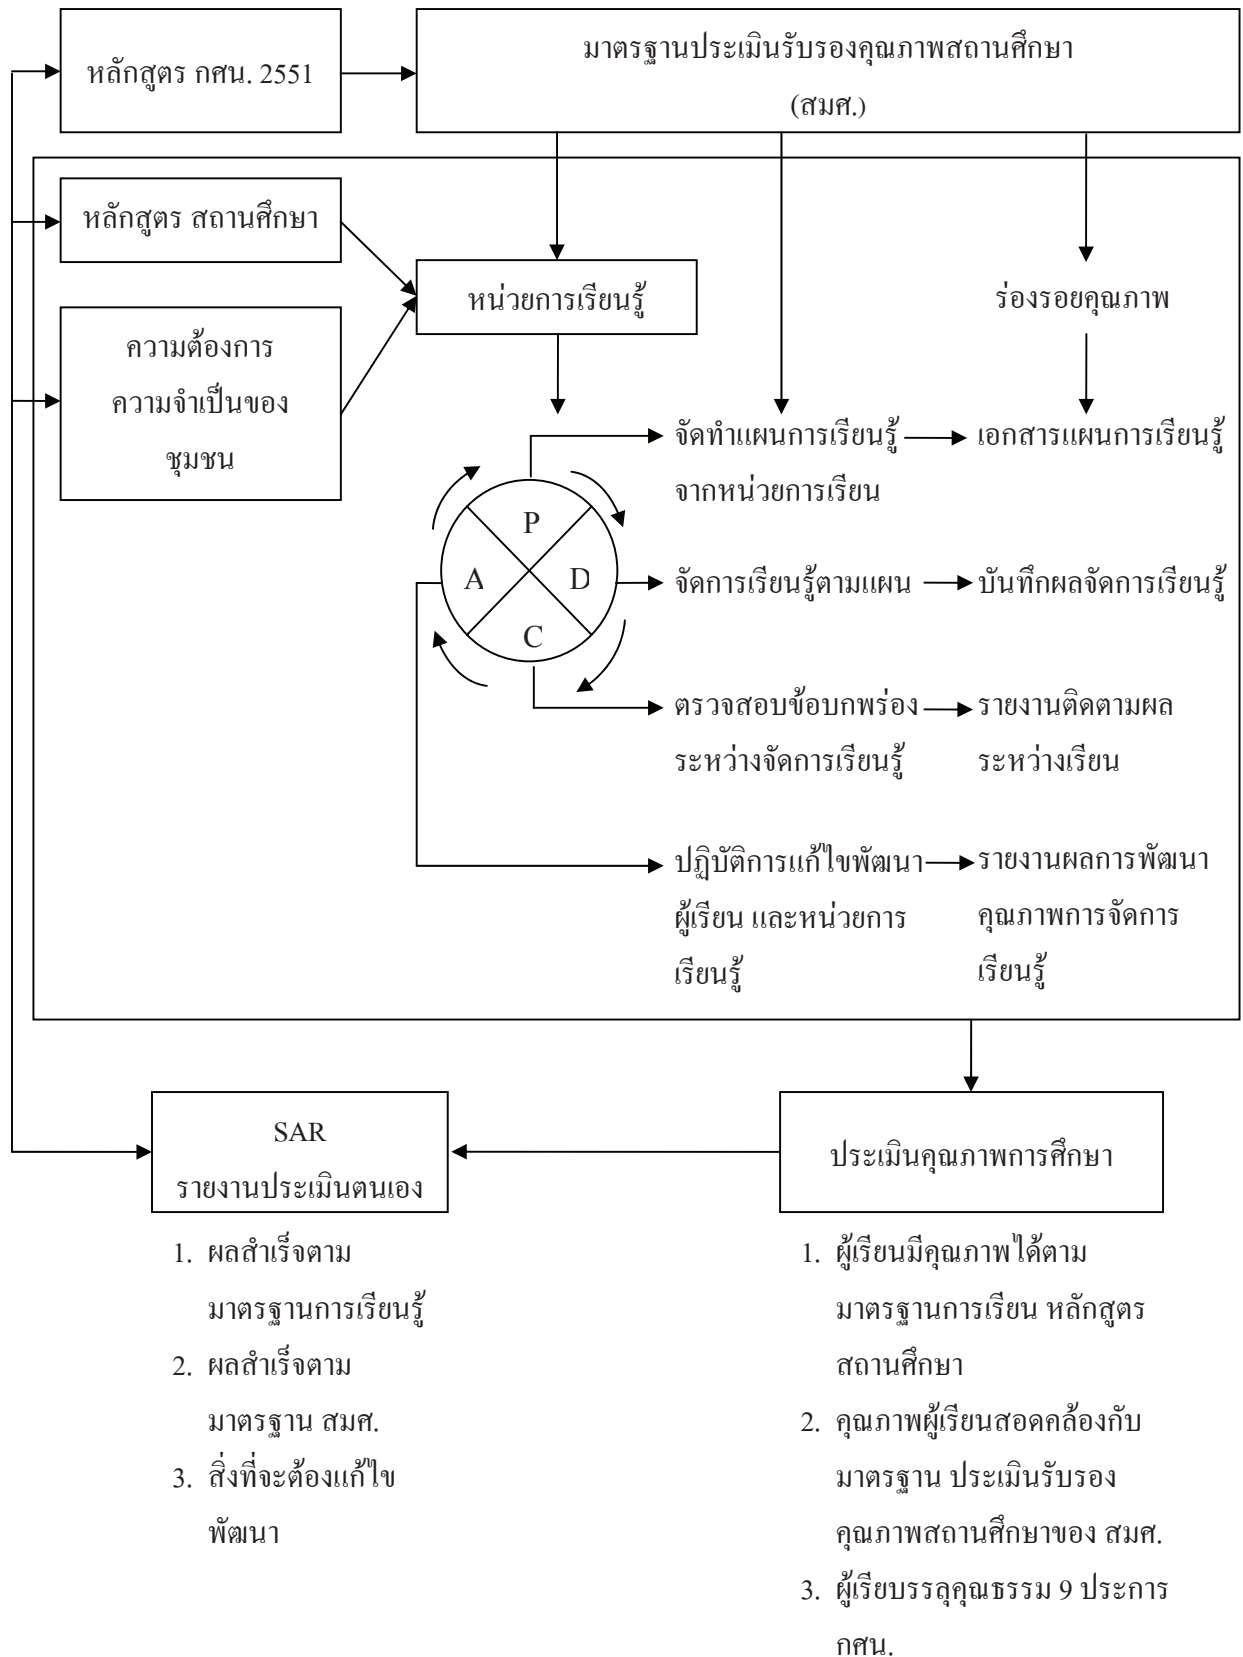 หลักสูตร กศน. 2551
มาตรฐานประเมินรับรองคุณภาพสถานศึกษา
(สมศ.)
หลักสูตร สถานศึกษา
หน่วยการเรียนรู้
ร่องรอยคุณภาพ
ความต้องการ
ความจำเป็นของ
ชุมชน
จัดทำแผนการเรียนรู้
จากหน่วยการเรียน
เอกสารแผนการเรียนรู้
P
A
D
C
จัดการเรียนรู้ตามแผน
บันทึกผลจัดการเรียนรู้
ตรวจสอบข้อบกพร่อง
ระหว่างจัดการเรียนรู้
รายงานติดตามผล
ระหว่างเรียน
ปฏิบัติการแก้ไขพัฒนา
ผู้เรียน และหน่วยการ
เรียนรู้
รายงานผลการพัฒนา
คุณภาพการจัดการ
เรียนรู้
SAR
รายงานประเมินตนเอง
ประเมินคุณภาพการศึกษา
1. ผลสำเร็จตาม
มาตรฐานการเรียนรู้
2. ผลสำเร็จตาม
มาตรฐาน สมศ.
3. สิ่งที่จะต้องแก้ไข
พัฒนา
1. ผู้เรียนมีคุณภาพได้ตาม
มาตรฐานการเรียน หลักสูตร
สถานศึกษา
2. คุณภาพผู้เรียนสอดคล้องกับ
มาตรฐาน ประเมินรับรอง
คุณภาพสถานศึกษาของ สมศ.
3. ผู้เรียบรรลุคุณธรรม 9 ประการ
กศน.